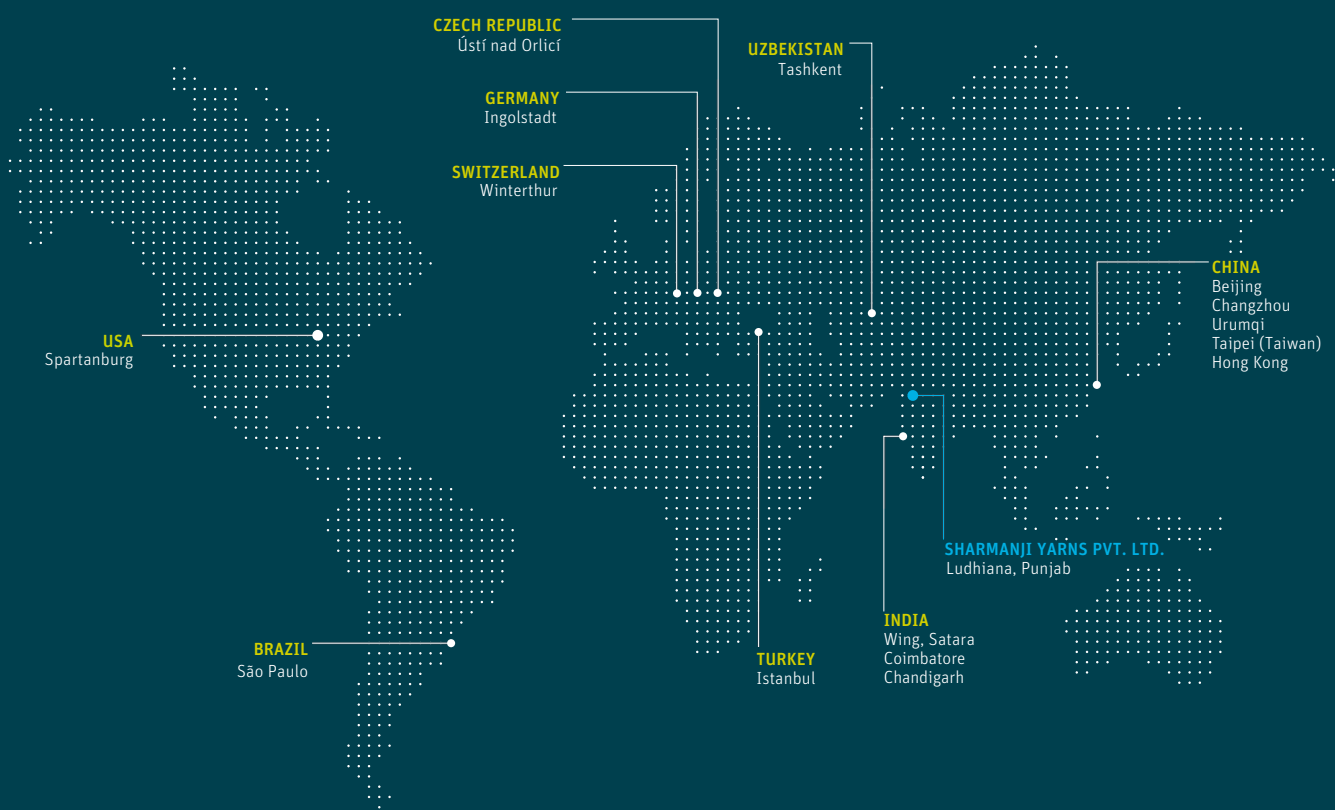 CZECH REPUBLIC
Ústí nad Orlicí
UZBEKISTAN
Tashkent
GERMANY
Ingolstadt
SWITZERLAND
Winterthur
CHINA
Beijing
Changzhou
Urumqi
Taipei (Taiwan)
Hong Kong
USA
Spartanburg
SHARMANJI YARNS PVT. LTD.
Ludhiana, Punjab
INDIA
Wing, Satara
Coimbatore
Chandigarh
BRAZIL
São Paulo
TURKEY
Istanbul